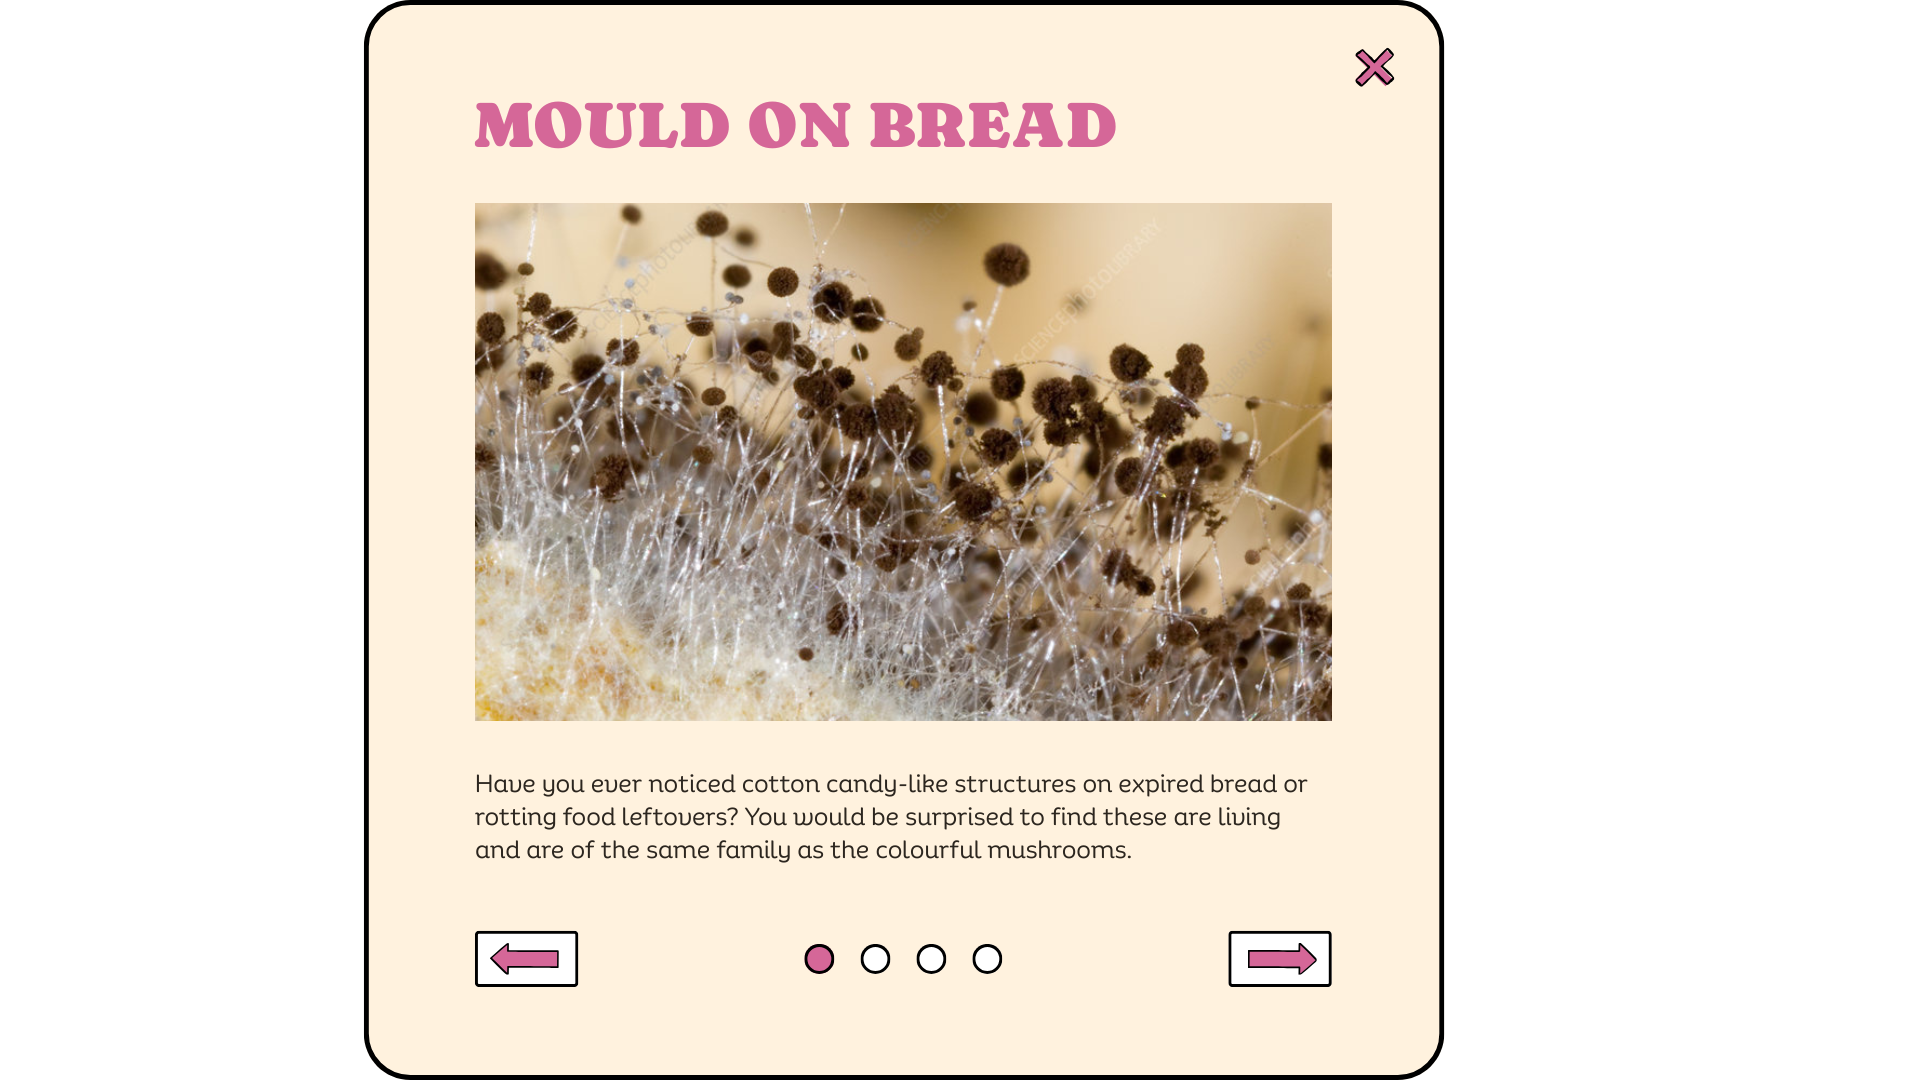 MOULD ON BREAD
SCIENCEphotoLIBRARY
Have you ever noticed cotton candy-like structures on expired bread or
rotting food leftovers? You would be surprised to find these are living
and are of the same family as the colourful mushrooms.